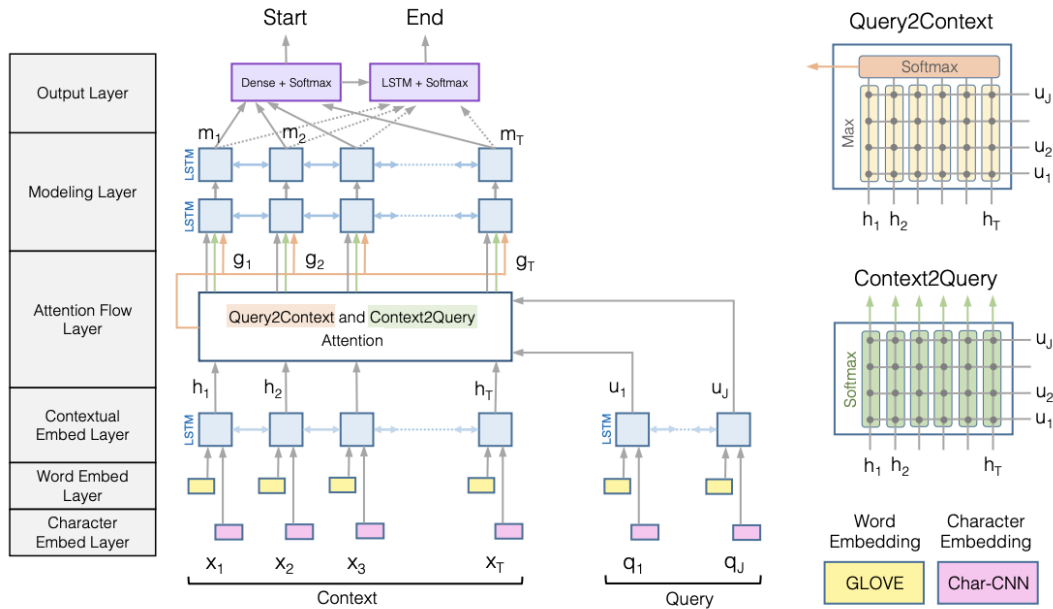 Start
End
Query2Context
Output Layer
Dense + Softmax
LSTM + Softmax
Softmax
Max
u_J
u_2
u_1
h_1
h_2
h_T
m_1
m_2
m_T
Modeling Layer
LSTM
LSTM
g_1
g_2
g_T
Attention Flow
Layer
Query2Context and Context2Query
Attention
Context2Query
Softmax
u_J
u_2
u_1
h_1
h_2
h_T
h_1
h_2
h_T
u_1
u_J
Contextual
Embed Layer
LSTM
LSTM
Word Embed
Layer
Character
Embed Layer
x_1
x_2
x_3
x_T
q_1
q_J
Context
Query
Word
Embedding
Character
Embedding
GLOVE
Char-CNN